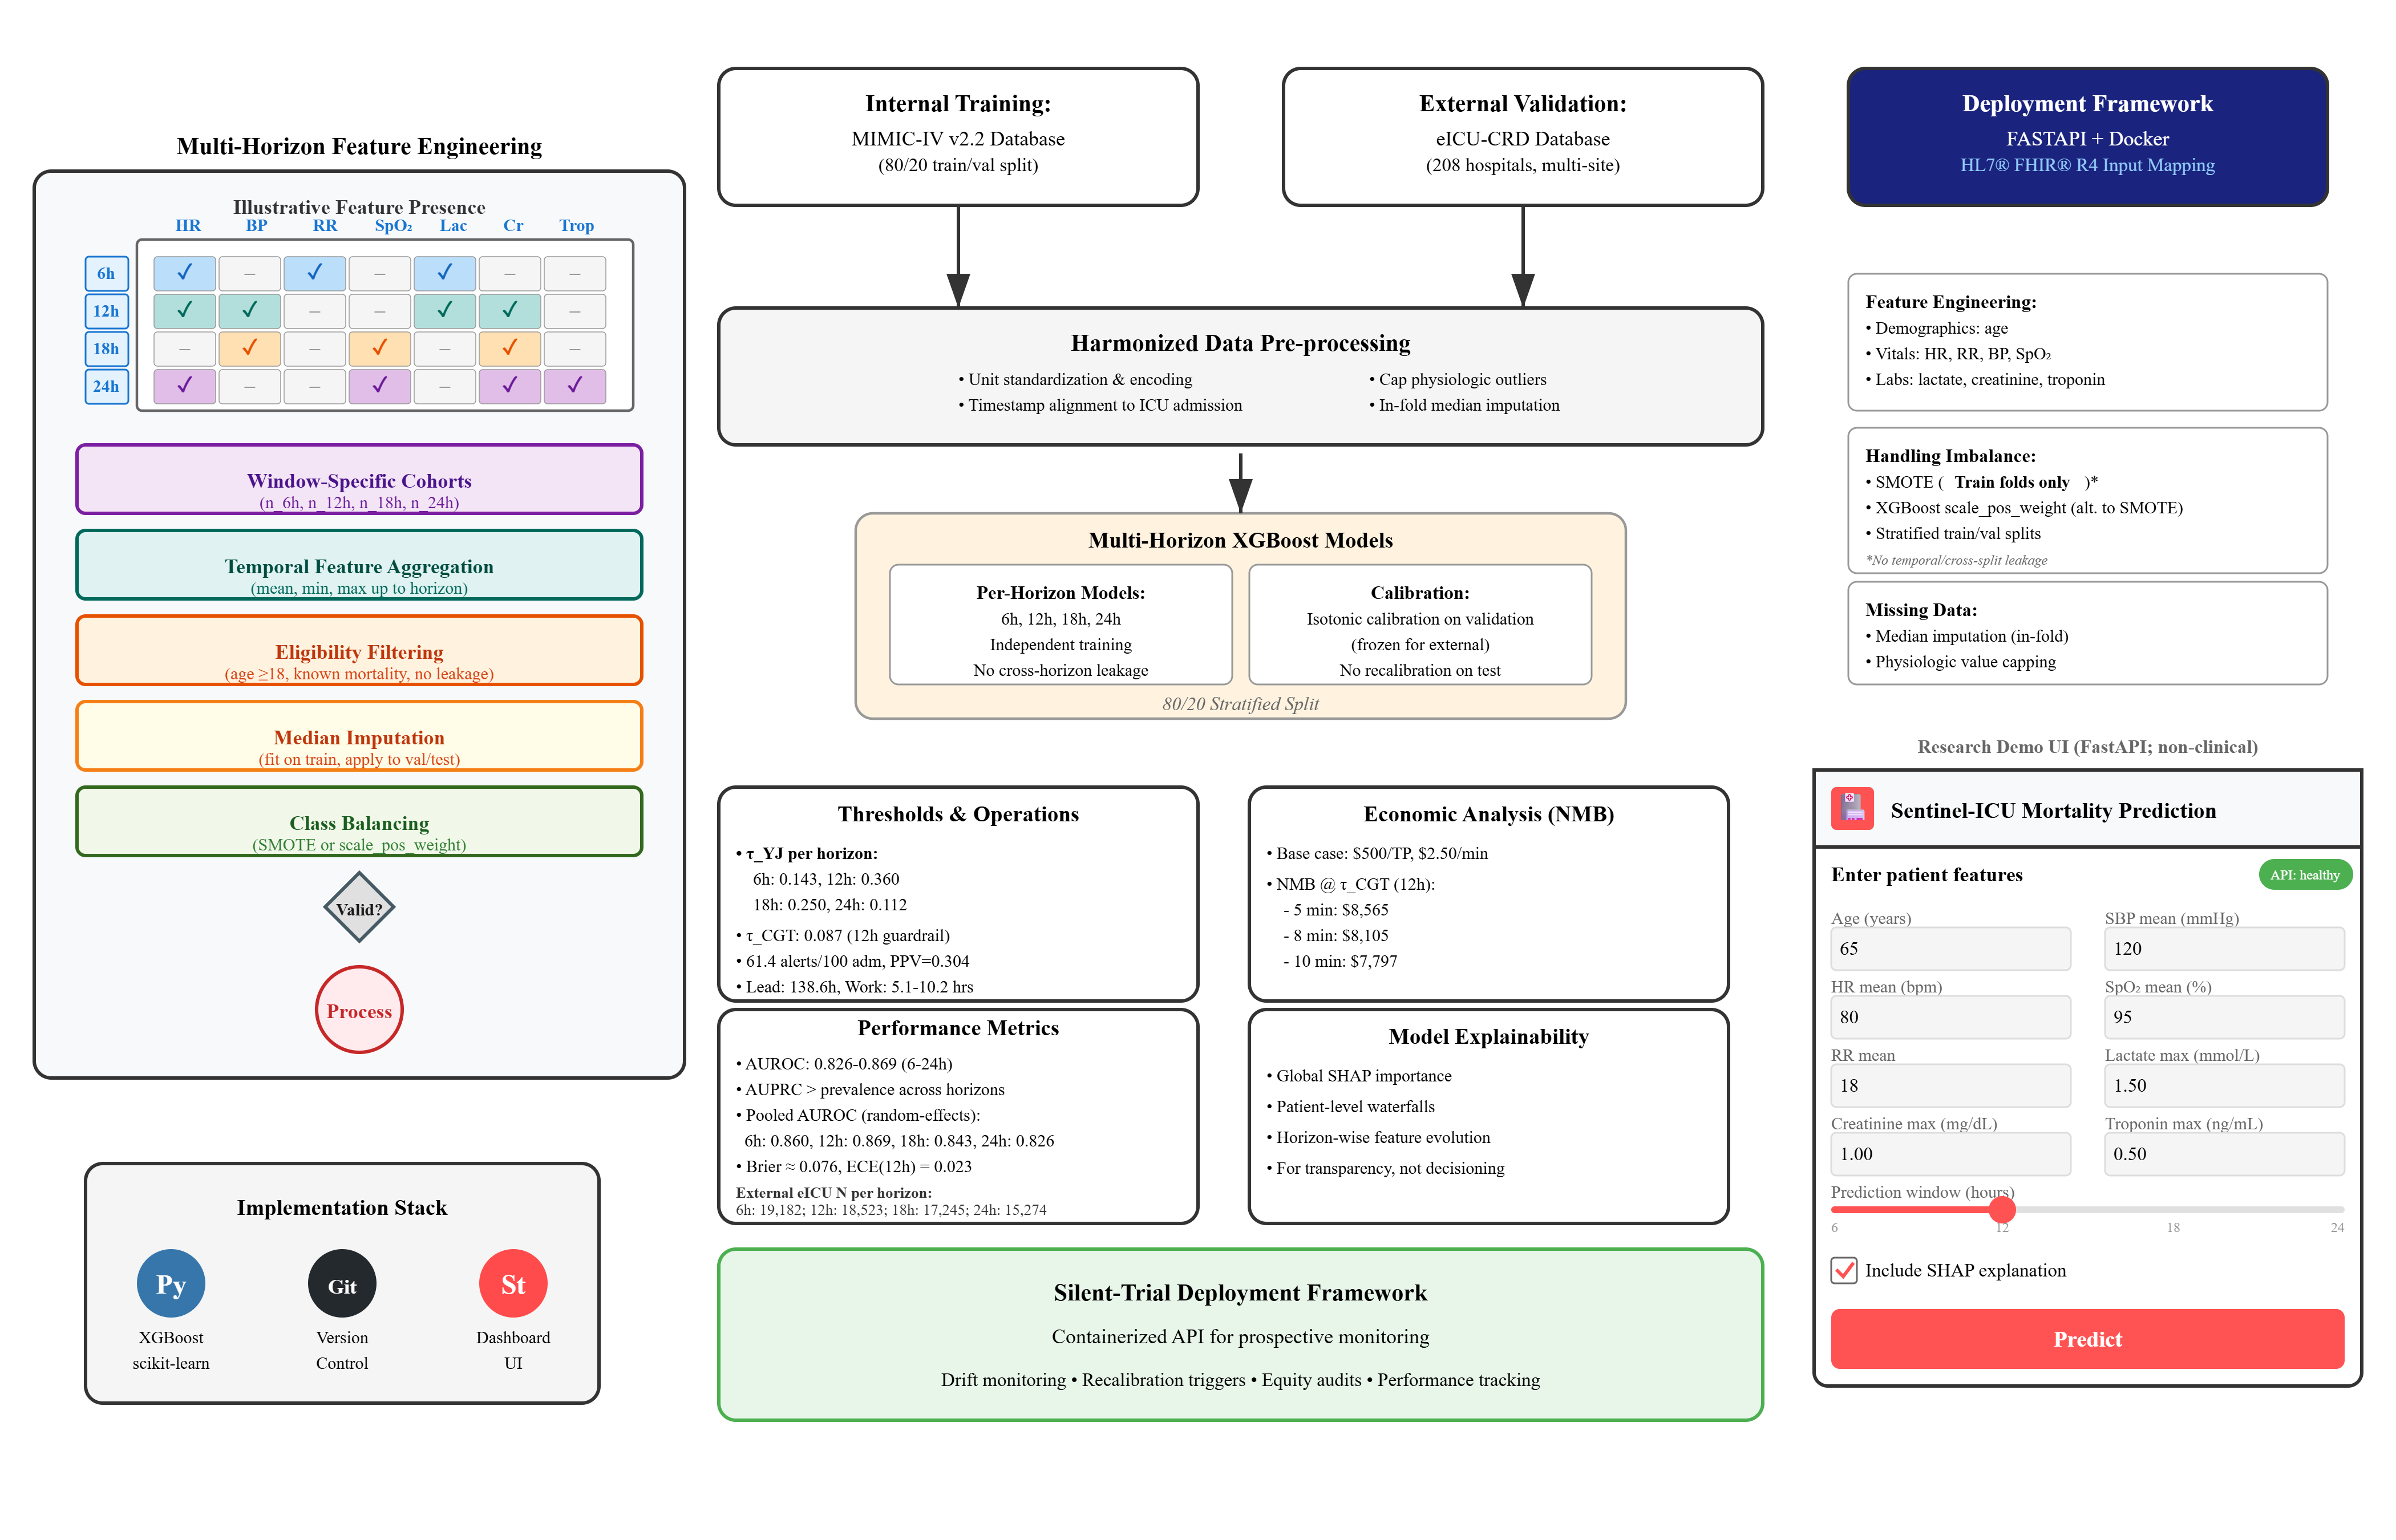 Multi-Horizon Feature Engineering
Illustrative Feature Presence
HR BP RR SpO₂ Lac Cr Trop
6h ✓ – ✓ – ✓ – –
12h ✓ ✓ – – ✓ ✓ –
18h – ✓ – ✓ – ✓ –
24h ✓ – – ✓ – ✓ ✓
Window-Specific Cohorts
(n_6h, n_12h, n_18h, n_24h)
Temporal Feature Aggregation
(mean, min, max up to horizon)
Eligibility Filtering
(age ≥18, known mortality, no leakage)
Median Imputation
(fit on train, apply to val/test)
Class Balancing
(SMOTE or scale_pos_weight)
Valid?
Process
Implementation Stack
Py Git St
XGBoost Version Dashboard
scikit-learn Control UI
Internal Training:
MIMIC-IV v2.2 Database
(80/20 train/val split)
External Validation:
eICU-CRD Database
(208 hospitals, multi-site)
Harmonized Data Pre-processing
• Unit standardization & encoding
• Timestamp alignment to ICU admission
• Cap physiologic outliers
• In-fold median imputation
Multi-Horizon XGBoost Models
Per-Horizon Models:
6h, 12h, 18h, 24h
Independent training
No cross-horizon leakage
Calibration:
Isotonic calibration on validation
(frozen for external)
No recalibration on test
80/20 Stratified Split
Thresholds & Operations
• τ_YJ per horizon:
6h: 0.143, 12h: 0.360
18h: 0.250, 24h: 0.112
• τ_CGT: 0.087 (12h guardrail)
• 61.4 alerts/100 adm, PPV=0.304
• Lead: 138.6h, Work: 5.1-10.2 hrs
Economic Analysis (NMB)
• Base case: $500/TP, $2.50/min
• NMB @ τ_CGT (12h):
- 5 min: $8,565
- 8 min: $8,105
- 10 min: $7,797
Performance Metrics
• AUROC: 0.826-0.869 (6-24h)
• AUPRC > prevalence across horizons
• Pooled AUROC (random-effects):
6h: 0.860, 12h: 0.869, 18h: 0.843, 24h: 0.826
• Brier ≈ 0.076, ECE(12h) = 0.023
External eICU N per horizon:
6h: 19,182; 12h: 18,523; 18h: 17,245; 24h: 15,274
Model Explainability
• Global SHAP importance
• Patient-level waterfalls
• Horizon-wise feature evolution
• For transparency, not decisioning
Silent-Trial Deployment Framework
Containerized API for prospective monitoring
Drift monitoring • Recalibration triggers • Equity audits • Performance tracking
Deployment Framework
FASTAPI + Docker
HL7® FHIR® R4 Input Mapping
Feature Engineering:
• Demographics: age
• Vitals: HR, RR, BP, SpO₂
• Labs: lactate, creatinine, troponin
Handling Imbalance:
• SMOTE ( Train folds only )*
• XGBoost scale_pos_weight (alt. to SMOTE)
• Stratified train/val splits
*No temporal/cross-split leakage
Missing Data:
• Median imputation (in-fold)
• Physiologic value capping
Research Demo UI (FastAPI; non-clinical)
Sentinel-ICU Mortality Prediction
Enter patient features
API: healthy
Age (years) SBP mean (mmHg)
65 120
HR mean (bpm) SpO₂ mean (%)
80 95
RR mean Lactate max (mmol/L)
18 1.50
Creatinine max (mg/dL) Troponin max (ng/mL)
1.00 0.50
Prediction window (hours)
6 12 18 24
Include SHAP explanation
Predict